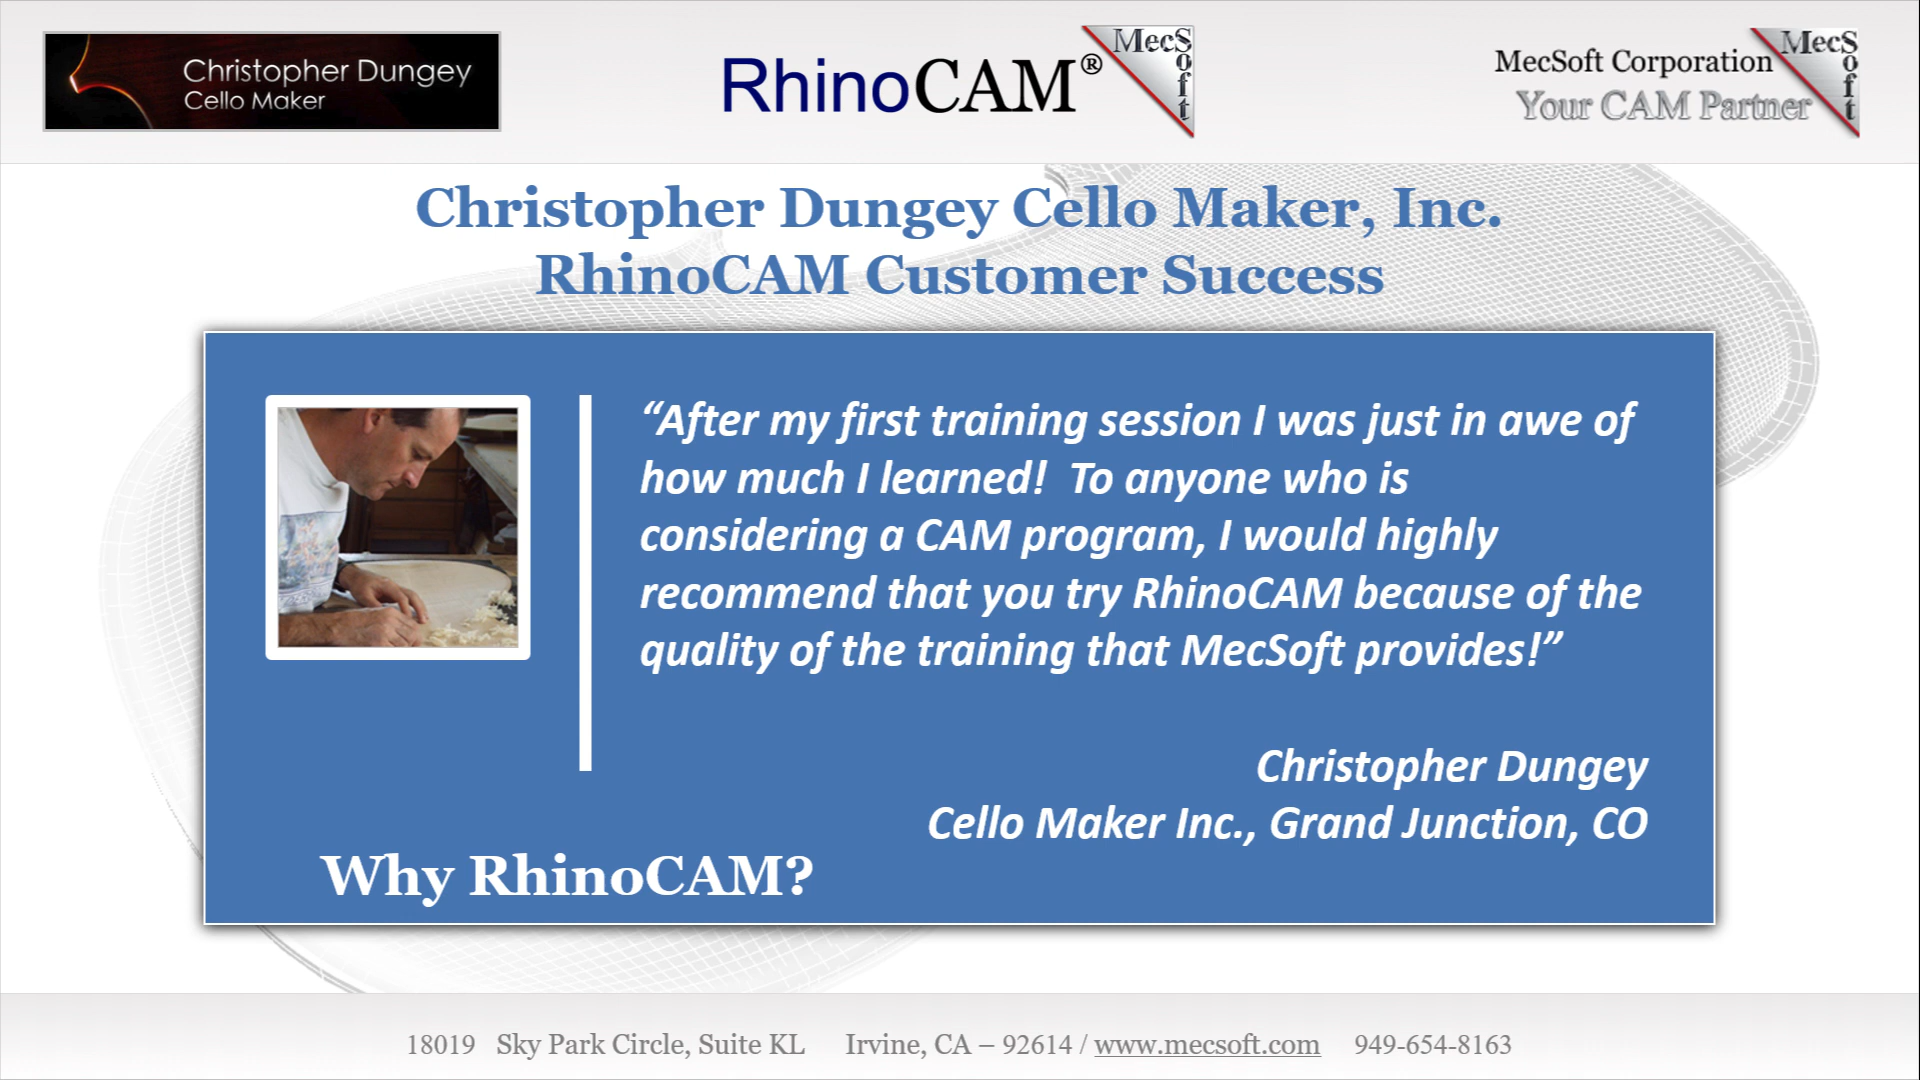 Christopher Dungey
Cello Maker
RhinoCAM®
MecSoft
MecSoft Corporation
Your CAM Partner
MecSoft
Christopher Dungey Cello Maker, Inc.
RhinoCAM Customer Success
“After my first training session I was just in awe of
how much I learned!  To anyone who is
considering a CAM program, I would highly
recommend that you try RhinoCAM because of the
quality of the training that MecSoft provides!”
Christopher Dungey
Cello Maker Inc., Grand Junction, CO
Why RhinoCAM?
18019   Sky Park Circle, Suite KL      Irvine, CA – 92614 / www.mecsoft.com     949-654-8163